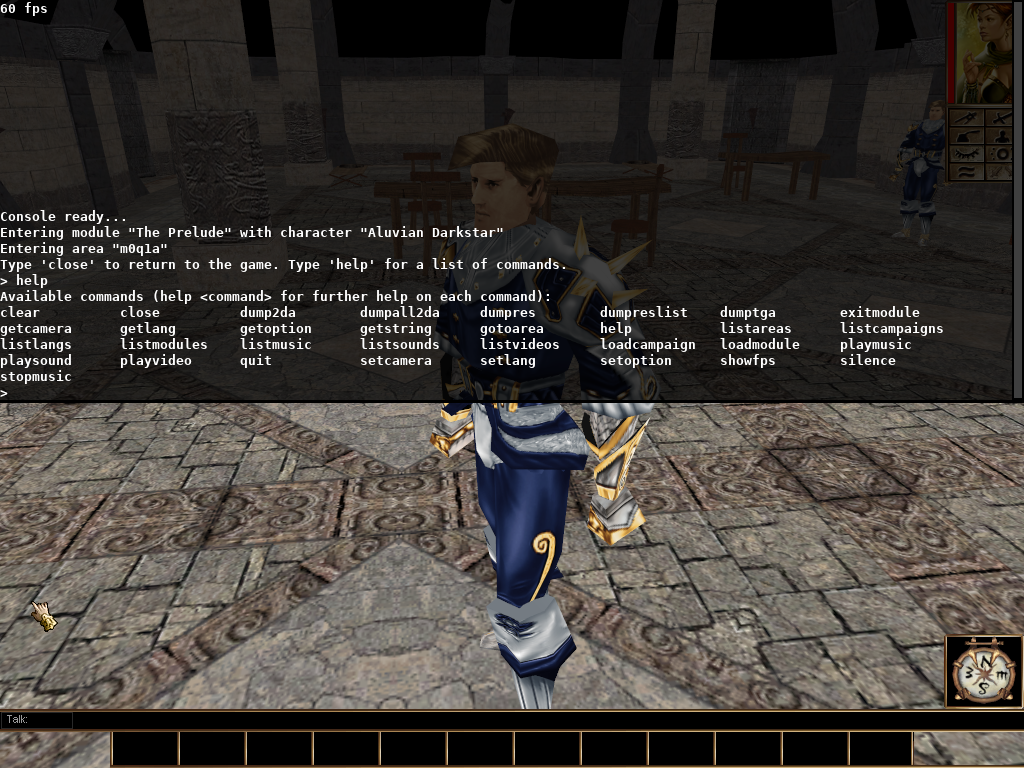 60 fps
Console ready...
Entering module "The Prelude" with character "Aluvian Darkstar"
Entering area "m0q1a"
Type 'close' to return to the game. Type 'help' for a list of commands.
> help
Available commands (help <command> for further help on each command):
clear close dump2da dumpall2da dumpres dumpreslist dumptga exitmodule
getcamera getlang getoption getstring gotoarea help listareas listcampaigns
listlangs listmodules listmusic listsounds listvideos loadcampaign loadmodule playmusic
playsound playvideo quit setcamera setlang setoption showfps silence
stopmusic
>
N
W E
S
Talk: